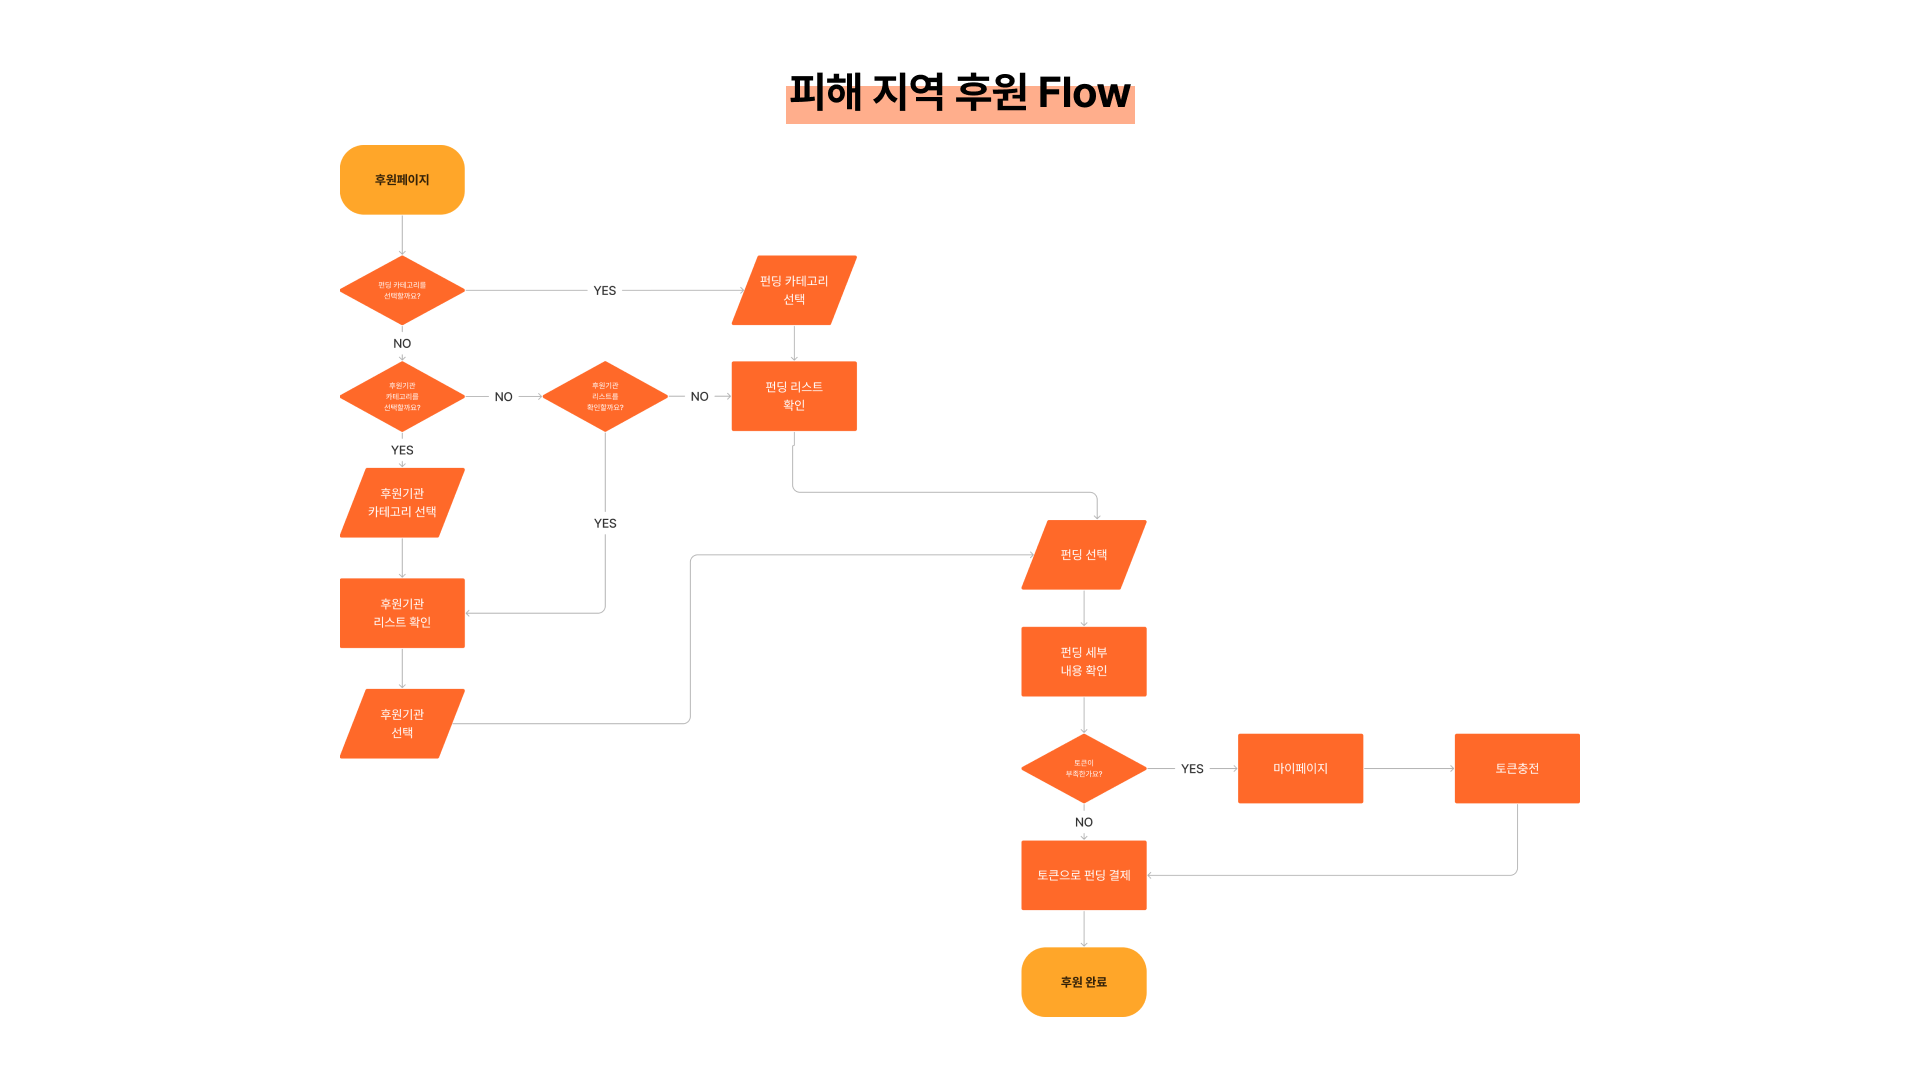 피해 지역 후원 Flow
후원페이지
펀딩 카테고리를
선택할까요?
YES
펀딩 카테고리
선택
NO
후원기관
카테고리를
선택할까요?
NO
후원기관
리스트를
확인할까요?
NO
펀딩 리스트
확인
YES
후원기관
카테고리 선택
YES
펀딩 선택
후원기관
리스트 확인
펀딩 세부
내용 확인
후원기관
선택
토큰이
부족한가요?
YES
마이페이지
토큰충전
NO
토큰으로 펀딩 결제
후원 완료